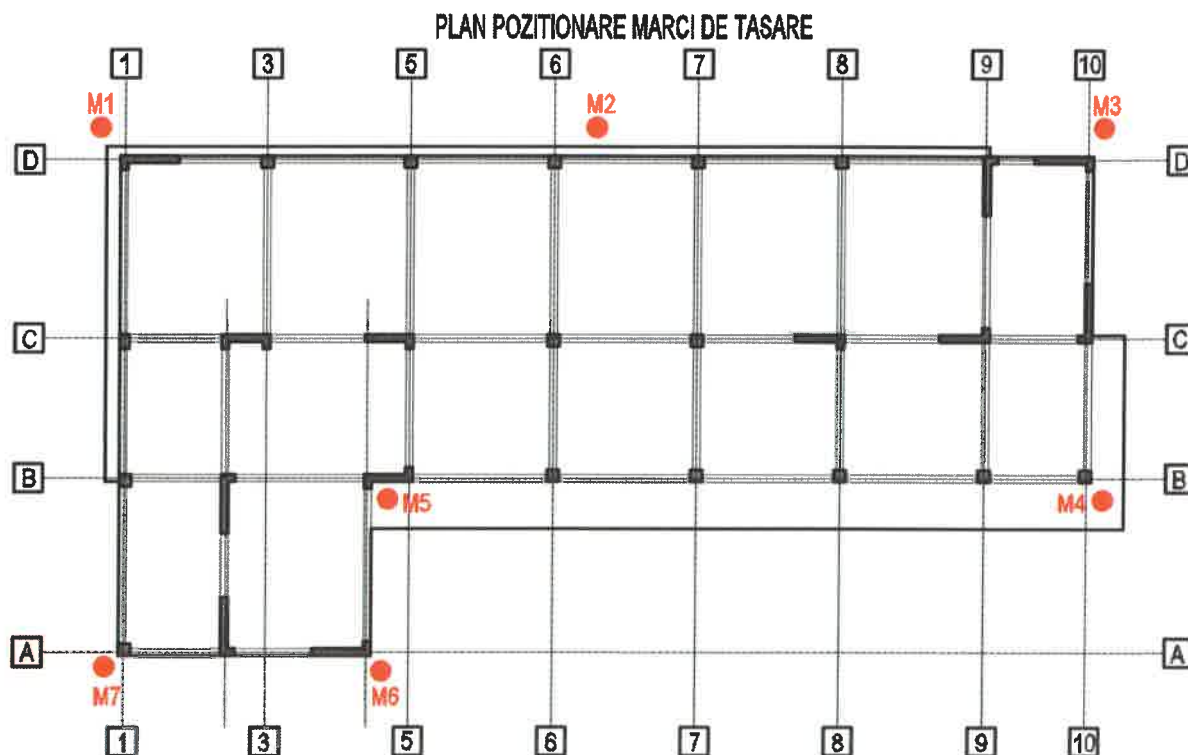 PLAN POZITIONARE MARCI DE TASARE
1 3 5 6 7 8 9 10
M1 M2 M3
D D
C C
B B
M5 M4
A A
M7 M6
1 3 5 6 7 8 9 10